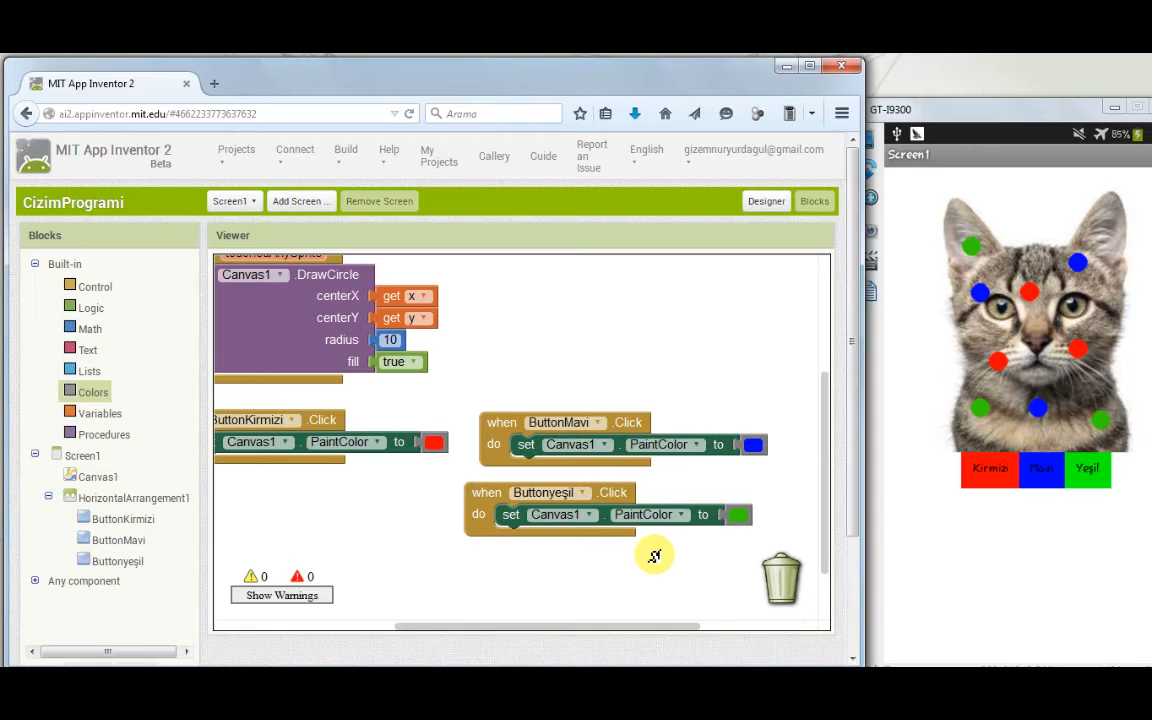 MIT App Inventor 2
ai2.appinventor.mit.edu/#4662233773637632
Arama
MIT App Inventor 2
Beta
Projects
Connect
Build
Help
My Projects
Gallery
Guide
Report an Issue
English
gizemnuryurdagul@gmail.com
CizimProgrami
Screen1
Add Screen ...
Remove Screen
Designer
Blocks
Blocks
Viewer
Built-in
Control
Logic
Math
Text
Lists
Colors
Variables
Procedures
Screen1
Canvas1
HorizontalArrangement1
ButtonKirmizi
ButtonMavi
Buttonyeşil
Any component
touchedAnySprite
Canvas1 .DrawCircle
centerX get x
centerY get y
radius 10
fill true
ButtonKirmizi .Click
Canvas1 . PaintColor to
when ButtonMavi .Click
do set Canvas1 . PaintColor to
when Buttonyeşil .Click
do set Canvas1 . PaintColor to
0 0
Show Warnings
GT-I9300
85%
Screen1
Kirmizi Mavi Yeşil